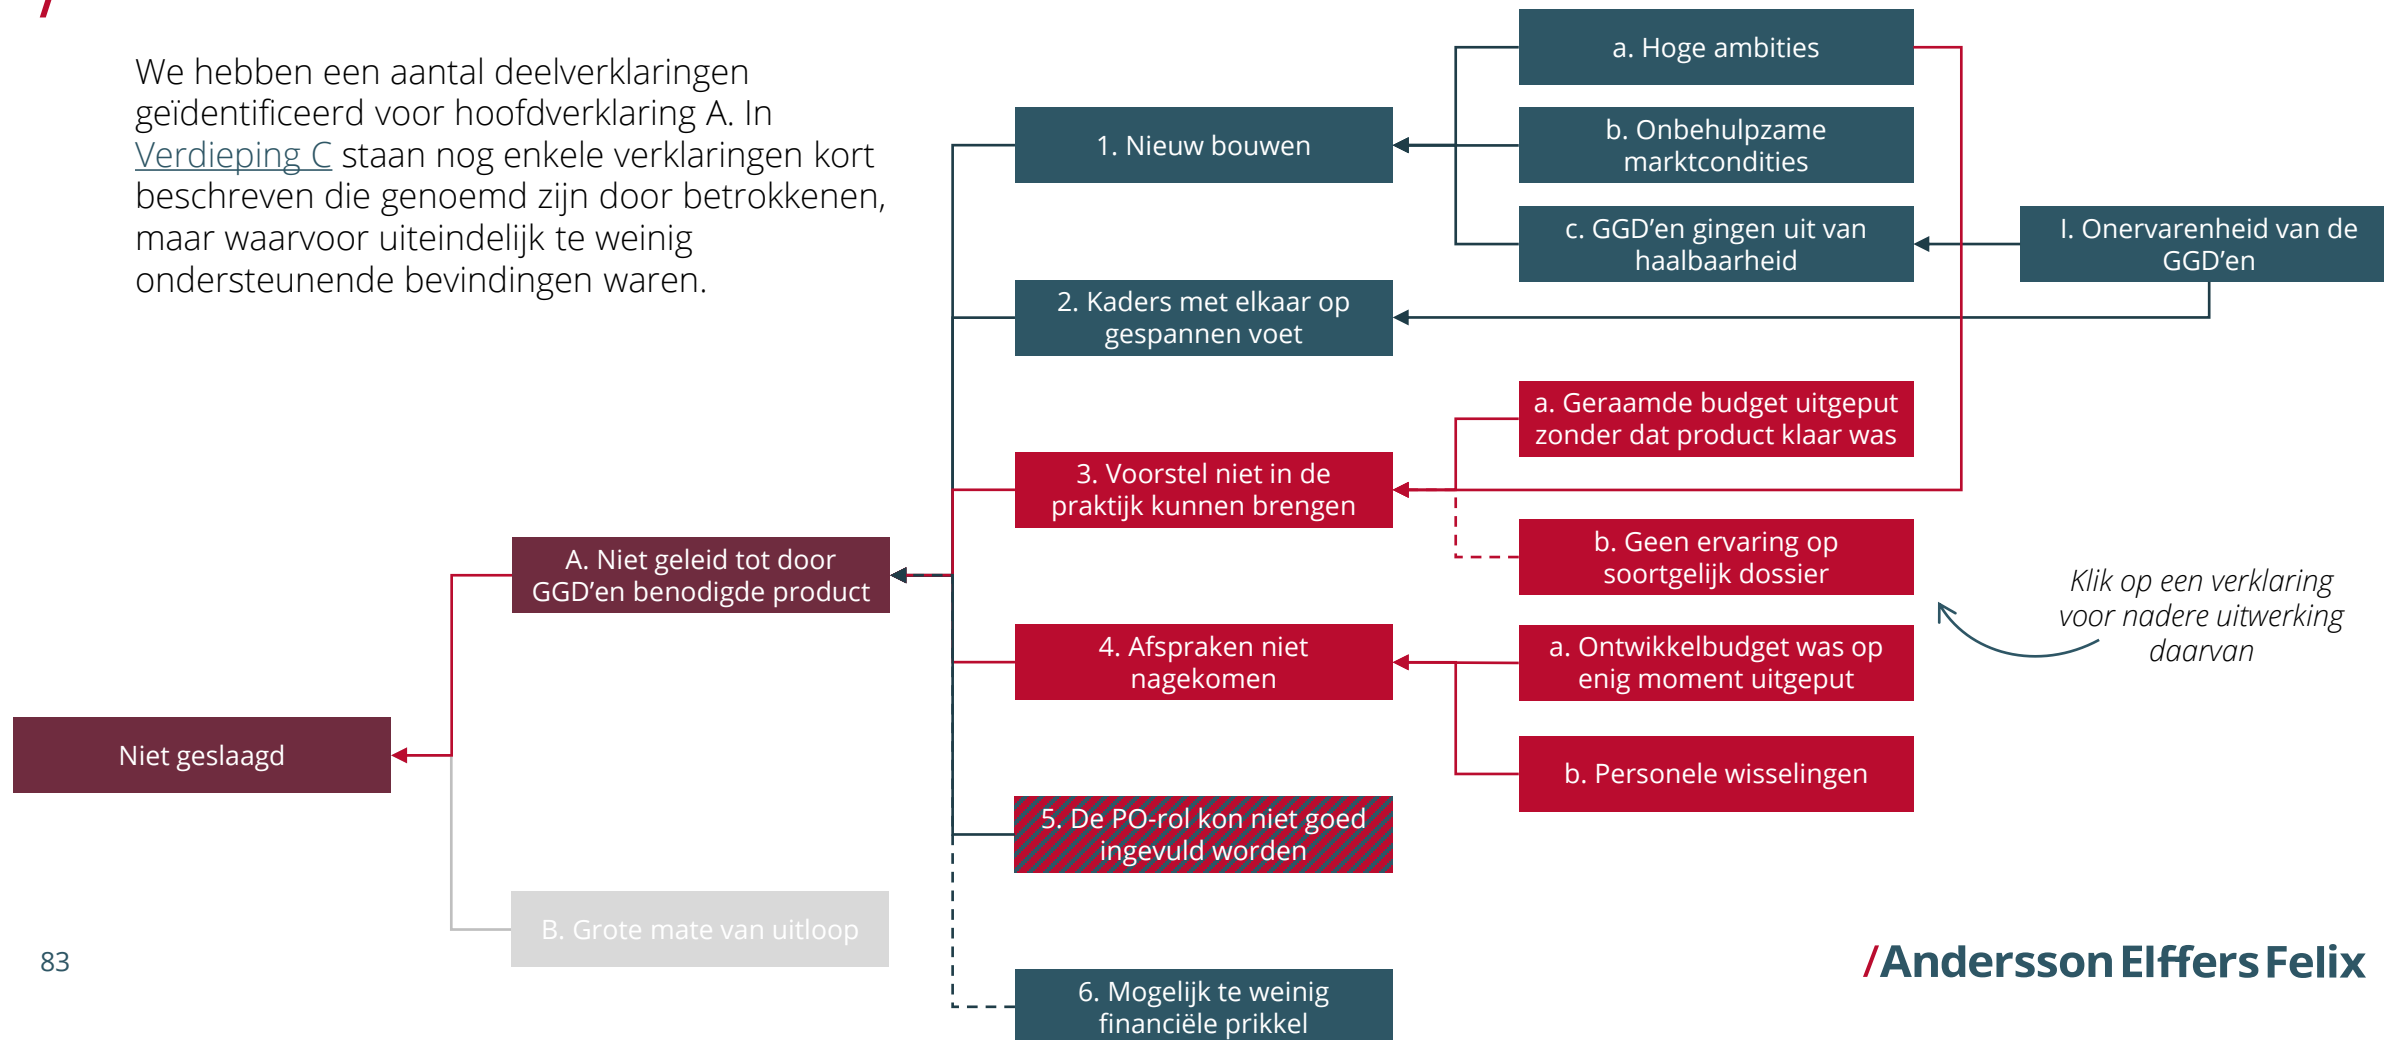 We hebben een aantal deelverklaringen
geïdentificeerd voor hoofdverklaring A. In
Verdieping C staan nog enkele verklaringen kort
beschreven die genoemd zijn door betrokkenen,
maar waarvoor uiteindelijk te weinig
ondersteunende bevindingen waren.
a. Hoge ambities
1. Nieuw bouwen
b. Onbehulpzame
marktcondities
c. GGD’en gingen uit van
haalbaarheid
I. Onervarenheid van de
GGD’en
2. Kaders met elkaar op
gespannen voet
a. Geraamde budget uitgeput
zonder dat product klaar was
3. Voorstel niet in de
praktijk kunnen brengen
b. Geen ervaring op
soortgelijk dossier
A. Niet geleid tot door
GGD’en benodigde product
Klik op een verklaring
voor nadere uitwerking
daarvan
4. Afspraken niet
nagekomen
a. Ontwikkelbudget was op
enig moment uitgeput
Niet geslaagd
b. Personele wisselingen
5. De PO-rol kon niet goed
ingevuld worden
B. Grote mate van uitloop
6. Mogelijk te weinig
financiële prikkel
83
/Andersson Elffers Felix